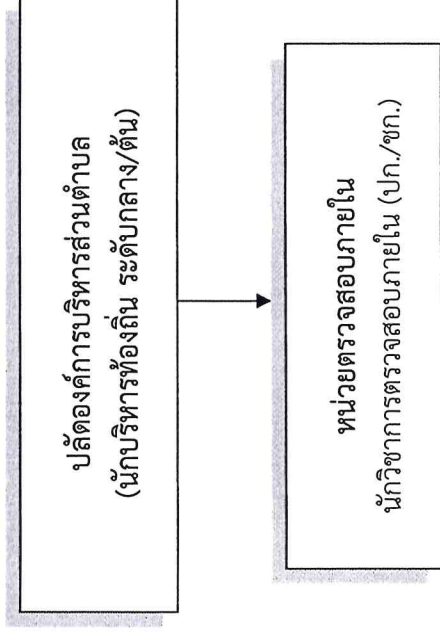 ปลัดองค์การบริหารส่วนตำบล
(นักบริหารท้องถิ่น ระดับกลาง/ต้น)
หน่วยตรวจสอบภายใน
นักวิชาการตรวจสอบภายใน (ปก./ชก.)